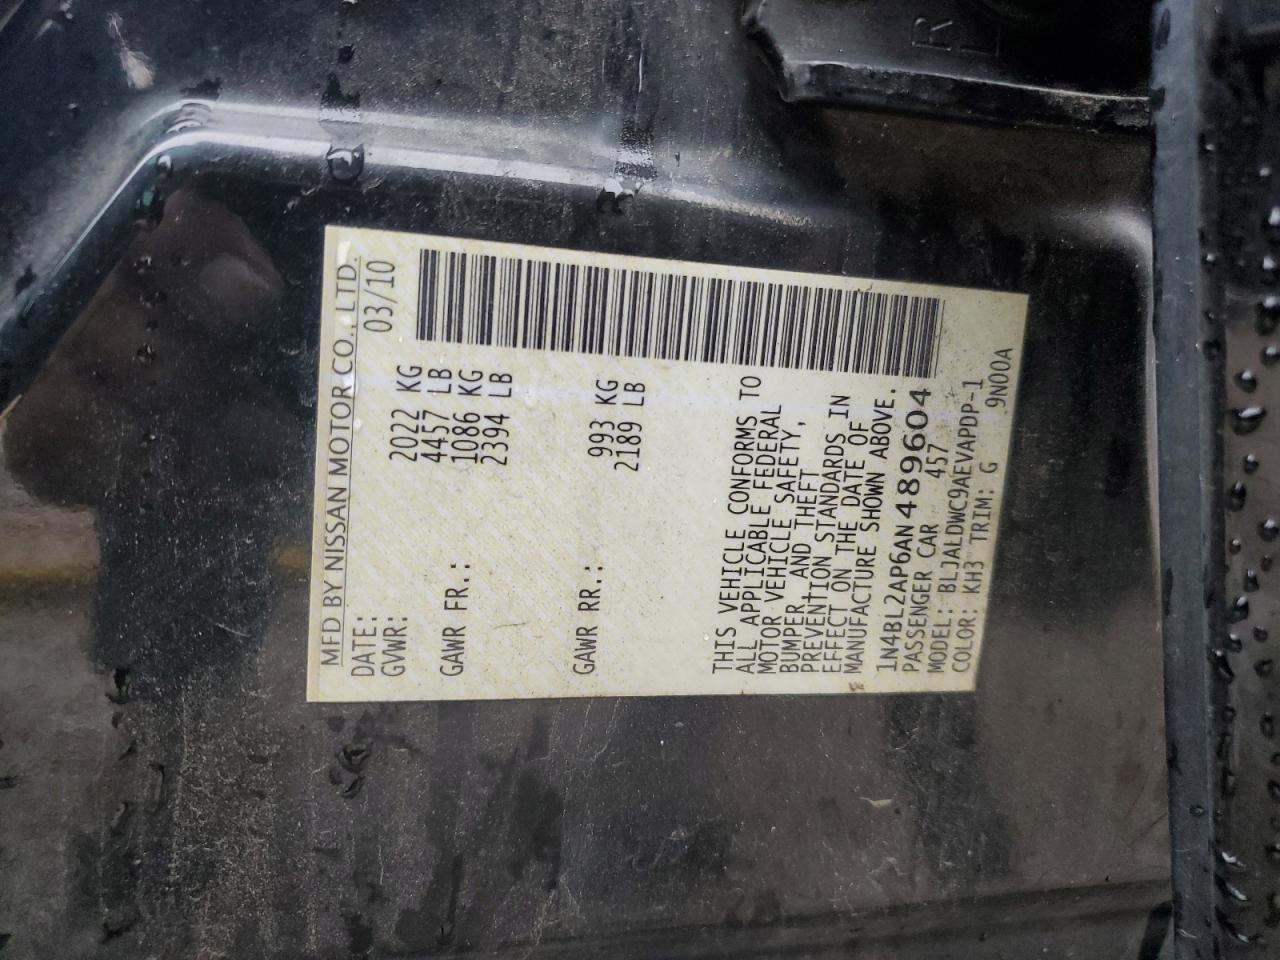 MFD BY NISSAN MOTOR CO., LTD.
DATE: 03/10
GVWR: 2022 KG
4457 LB
GAWR FR.: 1086 KG
2394 LB
GAWR RR.: 993 KG
2189 LB
THIS VEHICLE CONFORMS TO
ALL APPLICABLE FEDERAL
MOTOR VEHICLE SAFETY,
BUMPER AND THEFT
PREVENTION STANDARDS IN
EFFECT ON THE DATE OF
MANUFACTURE SHOWN ABOVE.
1N4BL2AP6AN489604
PASSENGER CAR 457
MODEL: BLJALDWC9AEVAPDP-1
COLOR: KH3 TRIM: G 9N00A
R
L